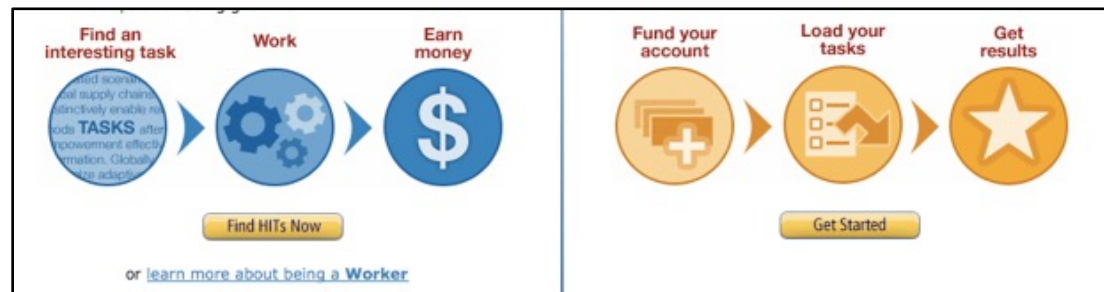 Find an
interesting task
Work
Earn
money
TASKS
$
Find HITs Now
or learn more about being a Worker
Fund your
account
Load your
tasks
Get
results
Get Started